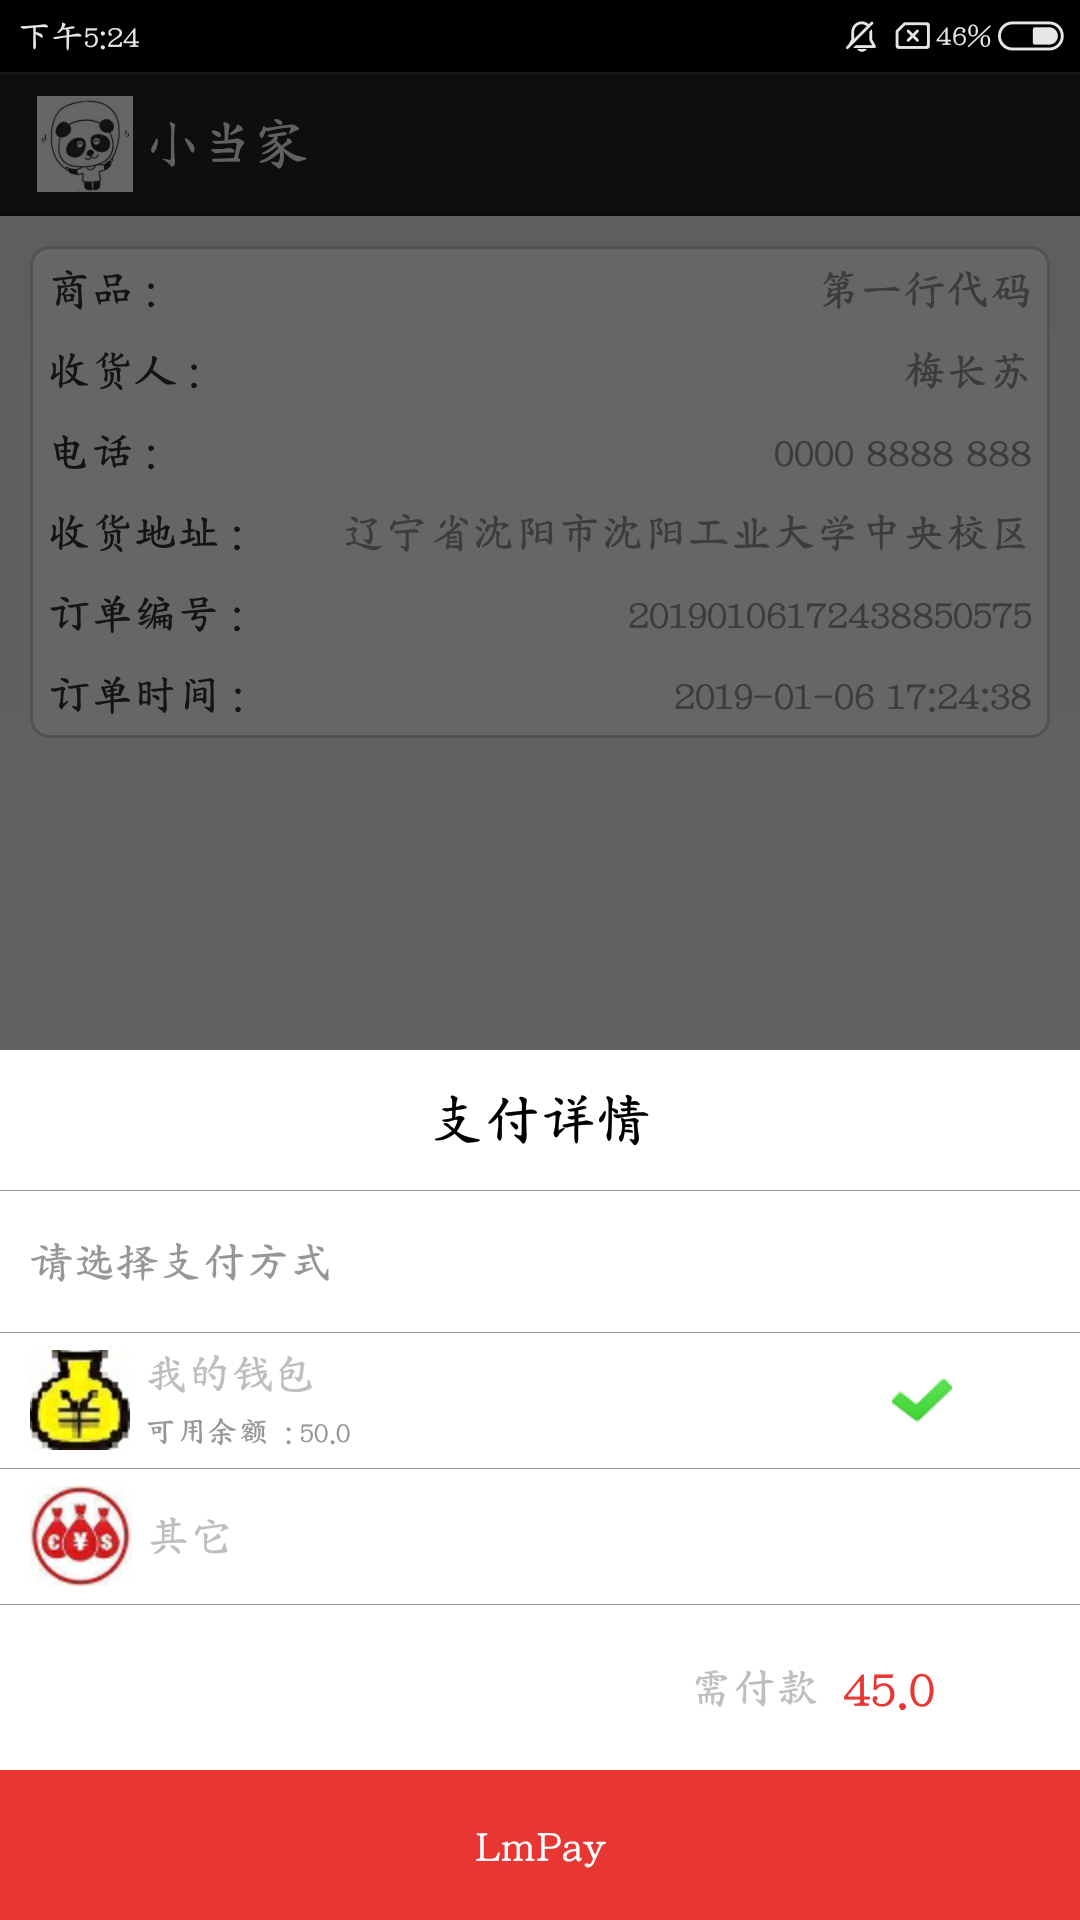 下午5:24
46%
小当家
商品：
第一行代码
收货人：
梅长苏
电话：
0000 8888 888
收货地址：
辽宁省沈阳市沈阳工业大学中央校区
订单编号：
20190106172438850575
订单时间：
2019-01-06 17:24:38
支付详情
请选择支付方式
我的钱包
可用余额 ：50.0
其它
需付款 45.0
LmPay